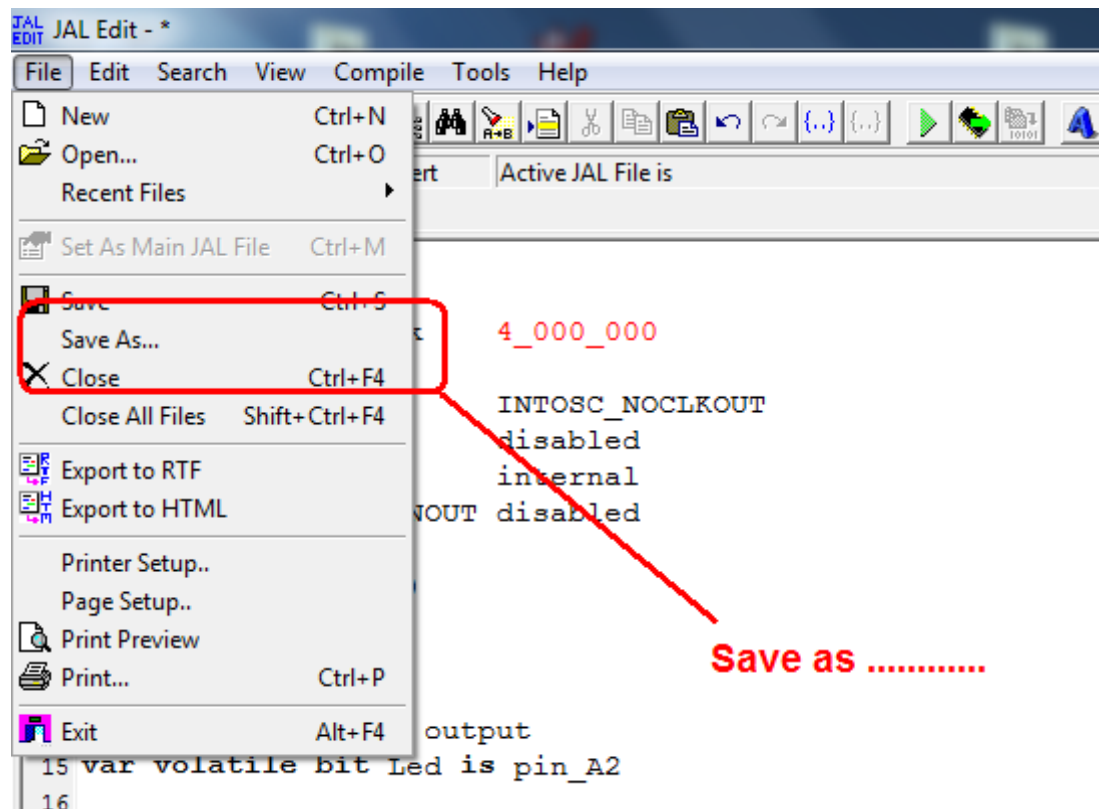 JAL EDIT JAL Edit - *
File Edit Search View Compile Tools Help
New Ctrl+N
Open... Ctrl+O
Recent Files
ert Active JAL File is
Set As Main JAL File Ctrl+M
Save Ctrl+S
Save As...
4_000_000
Close Ctrl+F4
Close All Files Shift+Ctrl+F4
INTOSC_NOCLKOUT
disabled
Export to RTF
internal
Export to HTML
NOUT disabled
Printer Setup..
Page Setup..
Print Preview
Save as ............
Print... Ctrl+P
Exit Alt+F4
output
15 var volatile bit Led is pin_A2
16